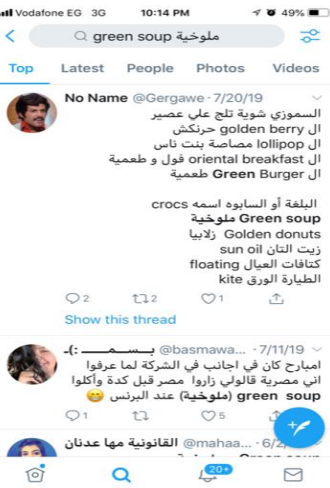 Vodafone EG 3G 10:14 PM 49%
green soup ملوخية
Top Latest People Photos Videos
No Name @Gergawe · 7/20/19
السموزي شوية تلج علي عصير
ال golden berry حرنكش
ال lollipop مصاصة بنت ناس
ال oriental breakfast فول و طعمية
ال Green Burger طعمية
البلغة أو السابوه اسمه crocs
Green soup ملوخية
Golden donuts زلابيا
زيت التان sun oil
كتافات العيال floating
الطيارة الورق kite
2 2 1
Show this thread
بـــســمــــة :)ـ @basmawa... · 7/11/19
امبارح كان في اجانب في الشركة لما عرفوا
اني مصرية قالولي زاروا مصر قبل كدة وأكلوا
green soup (ملوخية) عند البرنس 😁
1 5
القانونية مها عدنان @mahaa... · 6/2
20+